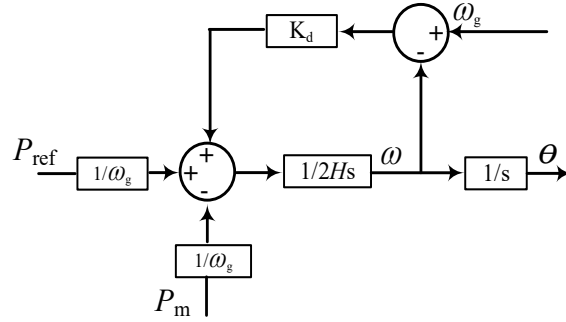 K_d
ω_g
+
-
+
+
-
P_ref
1/ω_g
1/2Hs
ω
1/s
θ
1/ω_g
P_m